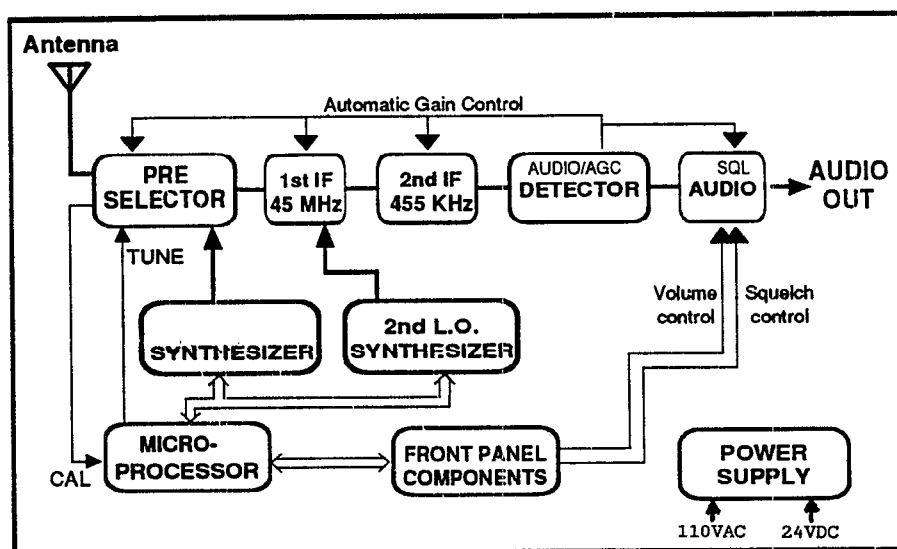 Antenna
Automatic Gain Control
PRE
SELECTOR
1st IF
45 MHz
2nd IF
455 KHz
AUDIO/AGC
DETECTOR
SQL
AUDIO
AUDIO
OUT
TUNE
SYNTHESIZER
2nd L.O.
SYNTHESIZER
Volume
control
Squelch
control
CAL
MICRO-
PROCESSOR
FRONT PANEL
COMPONENTS
POWER
SUPPLY
110VAC
24VDC